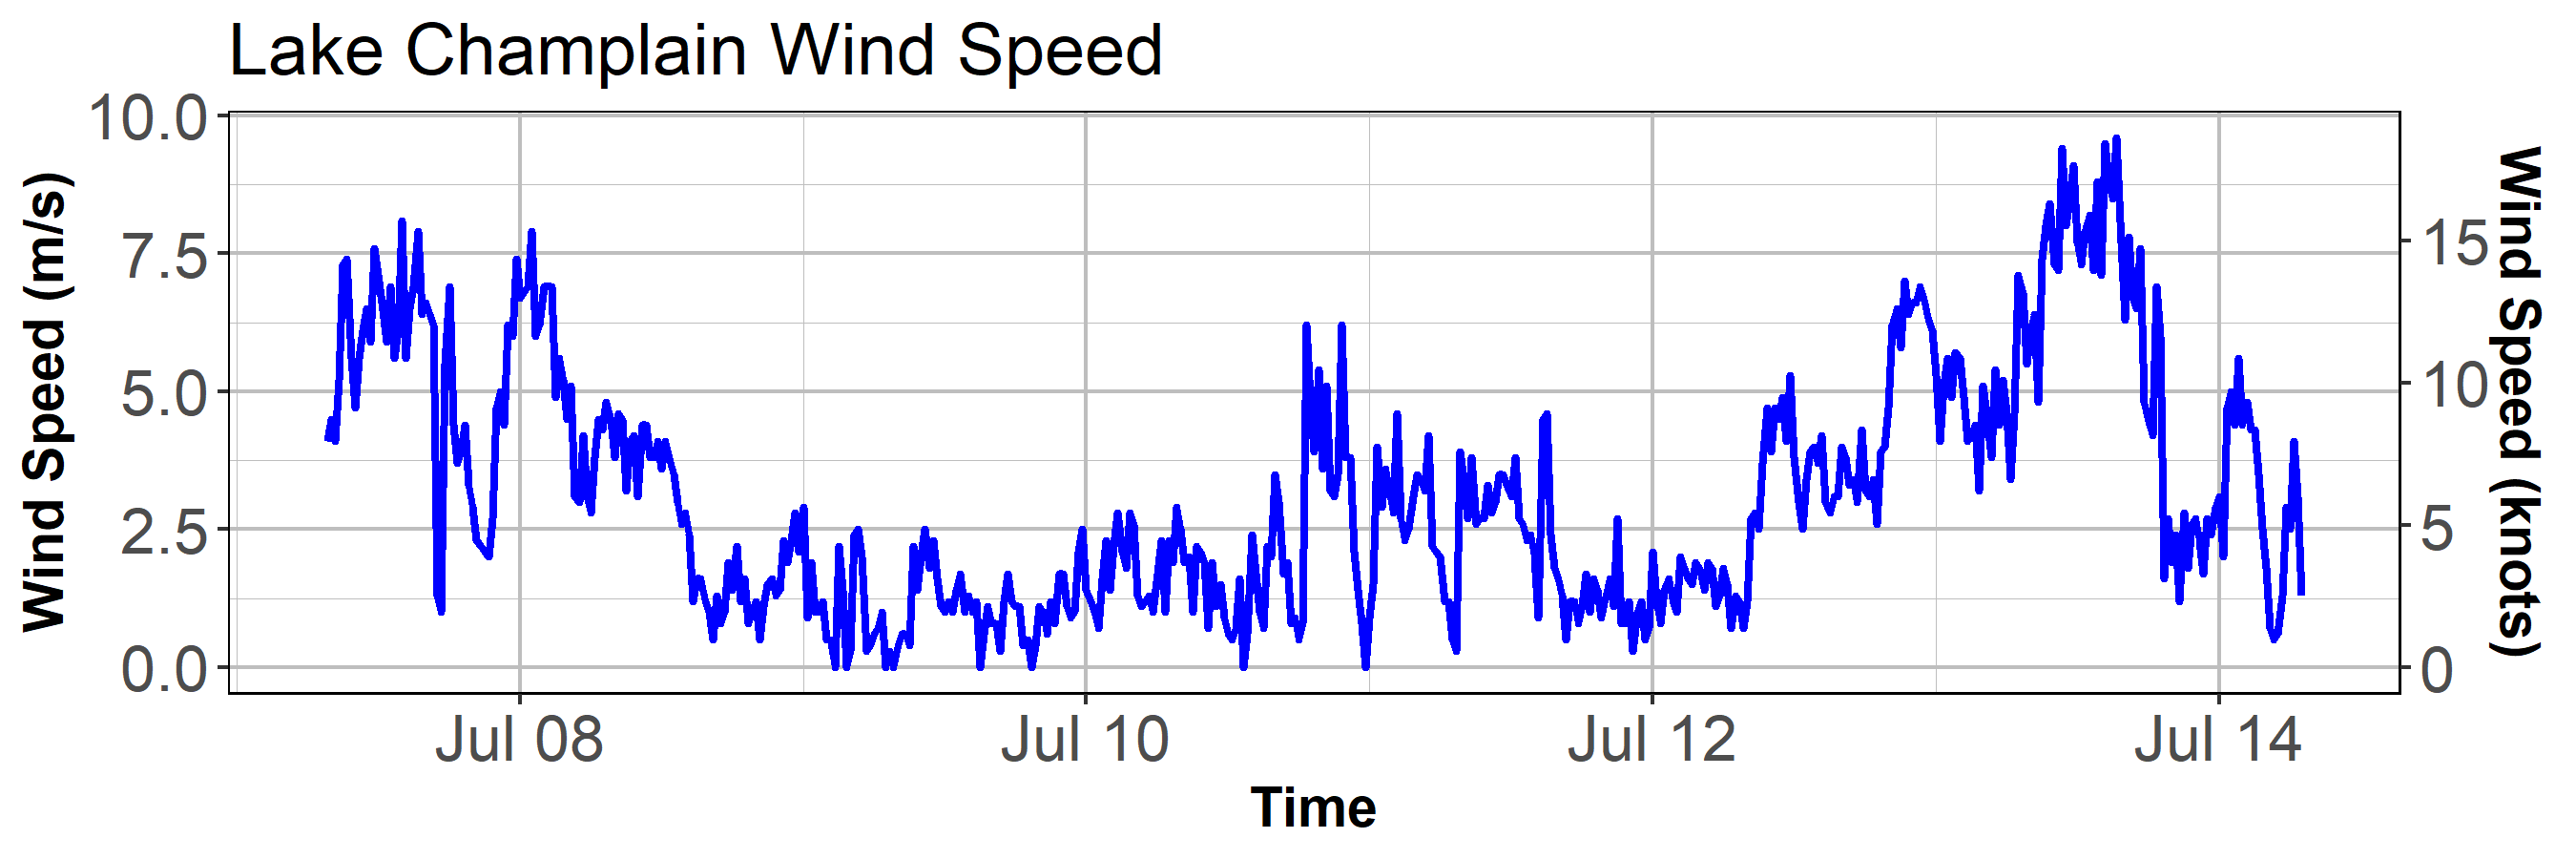 Lake Champlain Wind Speed
10.0
7.5
5.0
2.5
0.0
Wind Speed (m/s)
15
10
5
0
Wind Speed (knots)
Jul 08 Jul 10 Jul 12 Jul 14
Time